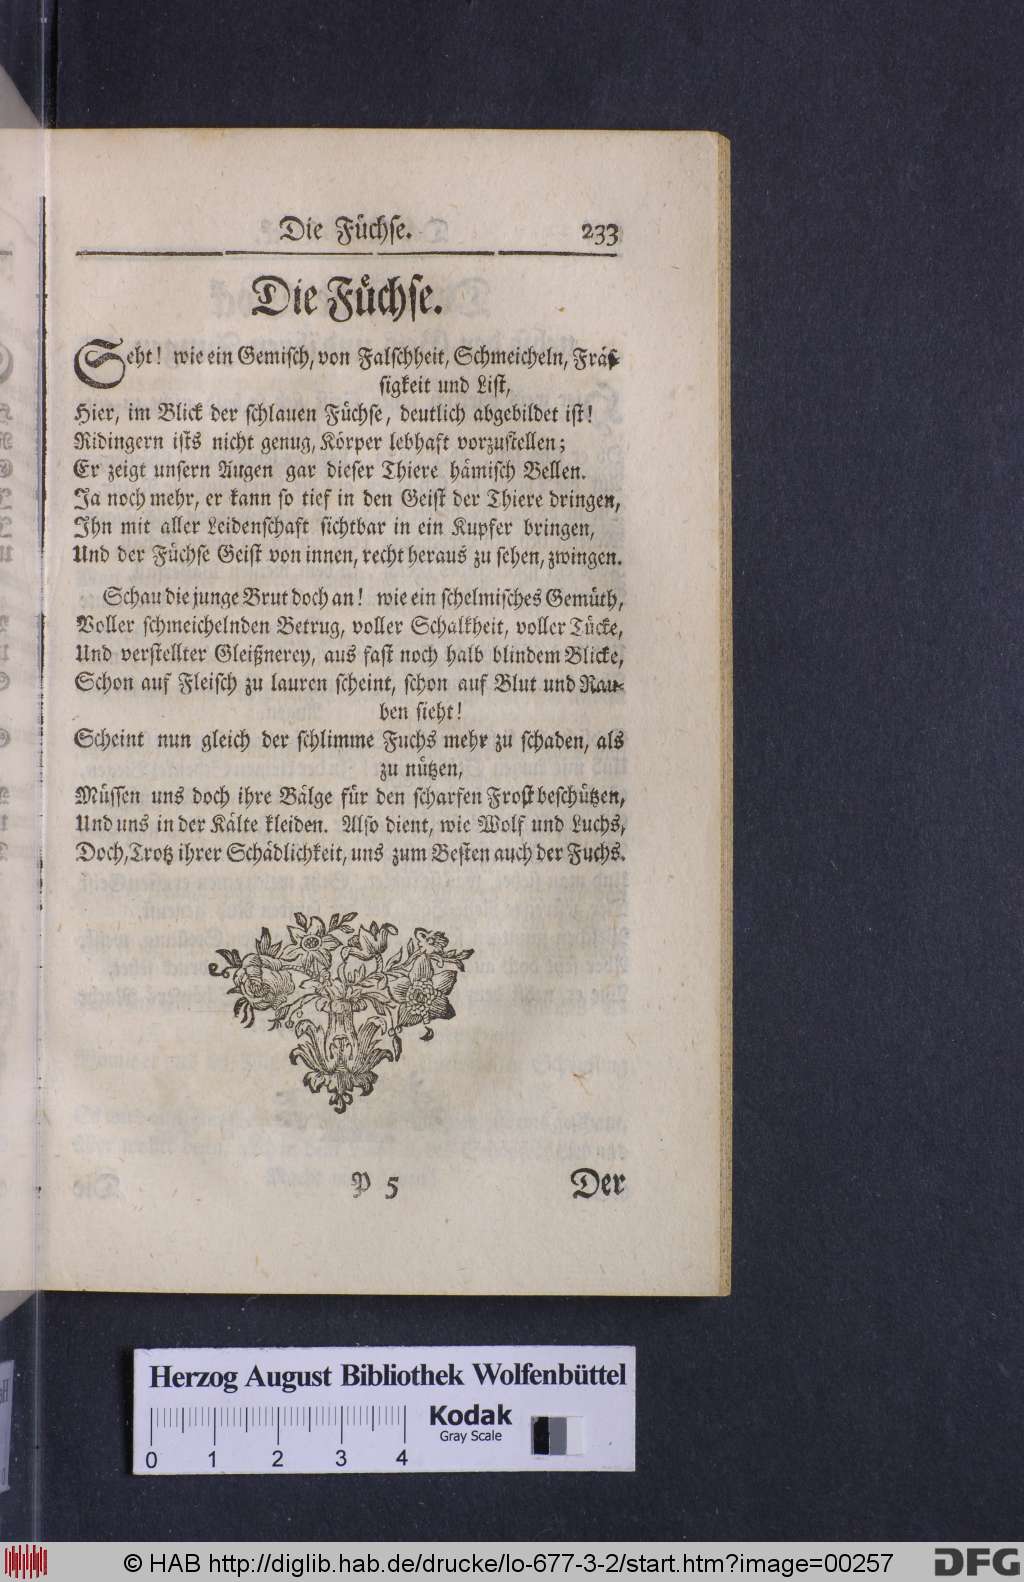 Die Füchse. 233
Die Füchse.
Seht! wie ein Gemisch, von Falschheit, Schmeicheln, Fräs-
sigkeit und List,
Hier, im Blick der schlauen Füchse, deutlich abgebildet ist!
Ridingern ists nicht genug, Körper lebhaft vorzustellen;
Er zeigt unsern Augen gar dieser Thiere hämisch Bellen.
Ja noch mehr, er kann so tief in den Geist der Thiere dringen,
Ihn mit aller Leidenschaft sichtbar in ein Kupfer bringen,
Und der Füchse Geist von innen, recht heraus zu sehen, zwingen.
Schau die junge Brut doch an! wie ein schelmisches Gemüth,
Voller schmeichelnden Betrug, voller Schalkheit, voller Tücke,
Und verstellter Gleißnerey, aus fast noch halb blindem Blicke,
Schon auf Fleisch zu lauren scheint, schon auf Blut und Rau-
ben sieht!
Scheint nun gleich der schlimme Fuchs mehr zu schaden, als
zu nützen,
Müssen uns doch ihre Bälge für den scharfen Frost beschützen,
Und uns in der Kälte kleiden. Also dient, wie Wolf und Luchs,
Doch, Trotz ihrer Schädlichkeit, uns zum Besten auch der Fuchs.
P 5 Der
Herzog August Bibliothek Wolfenbüttel
Kodak
Gray Scale
0 1 2 3 4
© HAB http://diglib.hab.de/drucke/lo-677-3-2/start.htm?image=00257
DFG